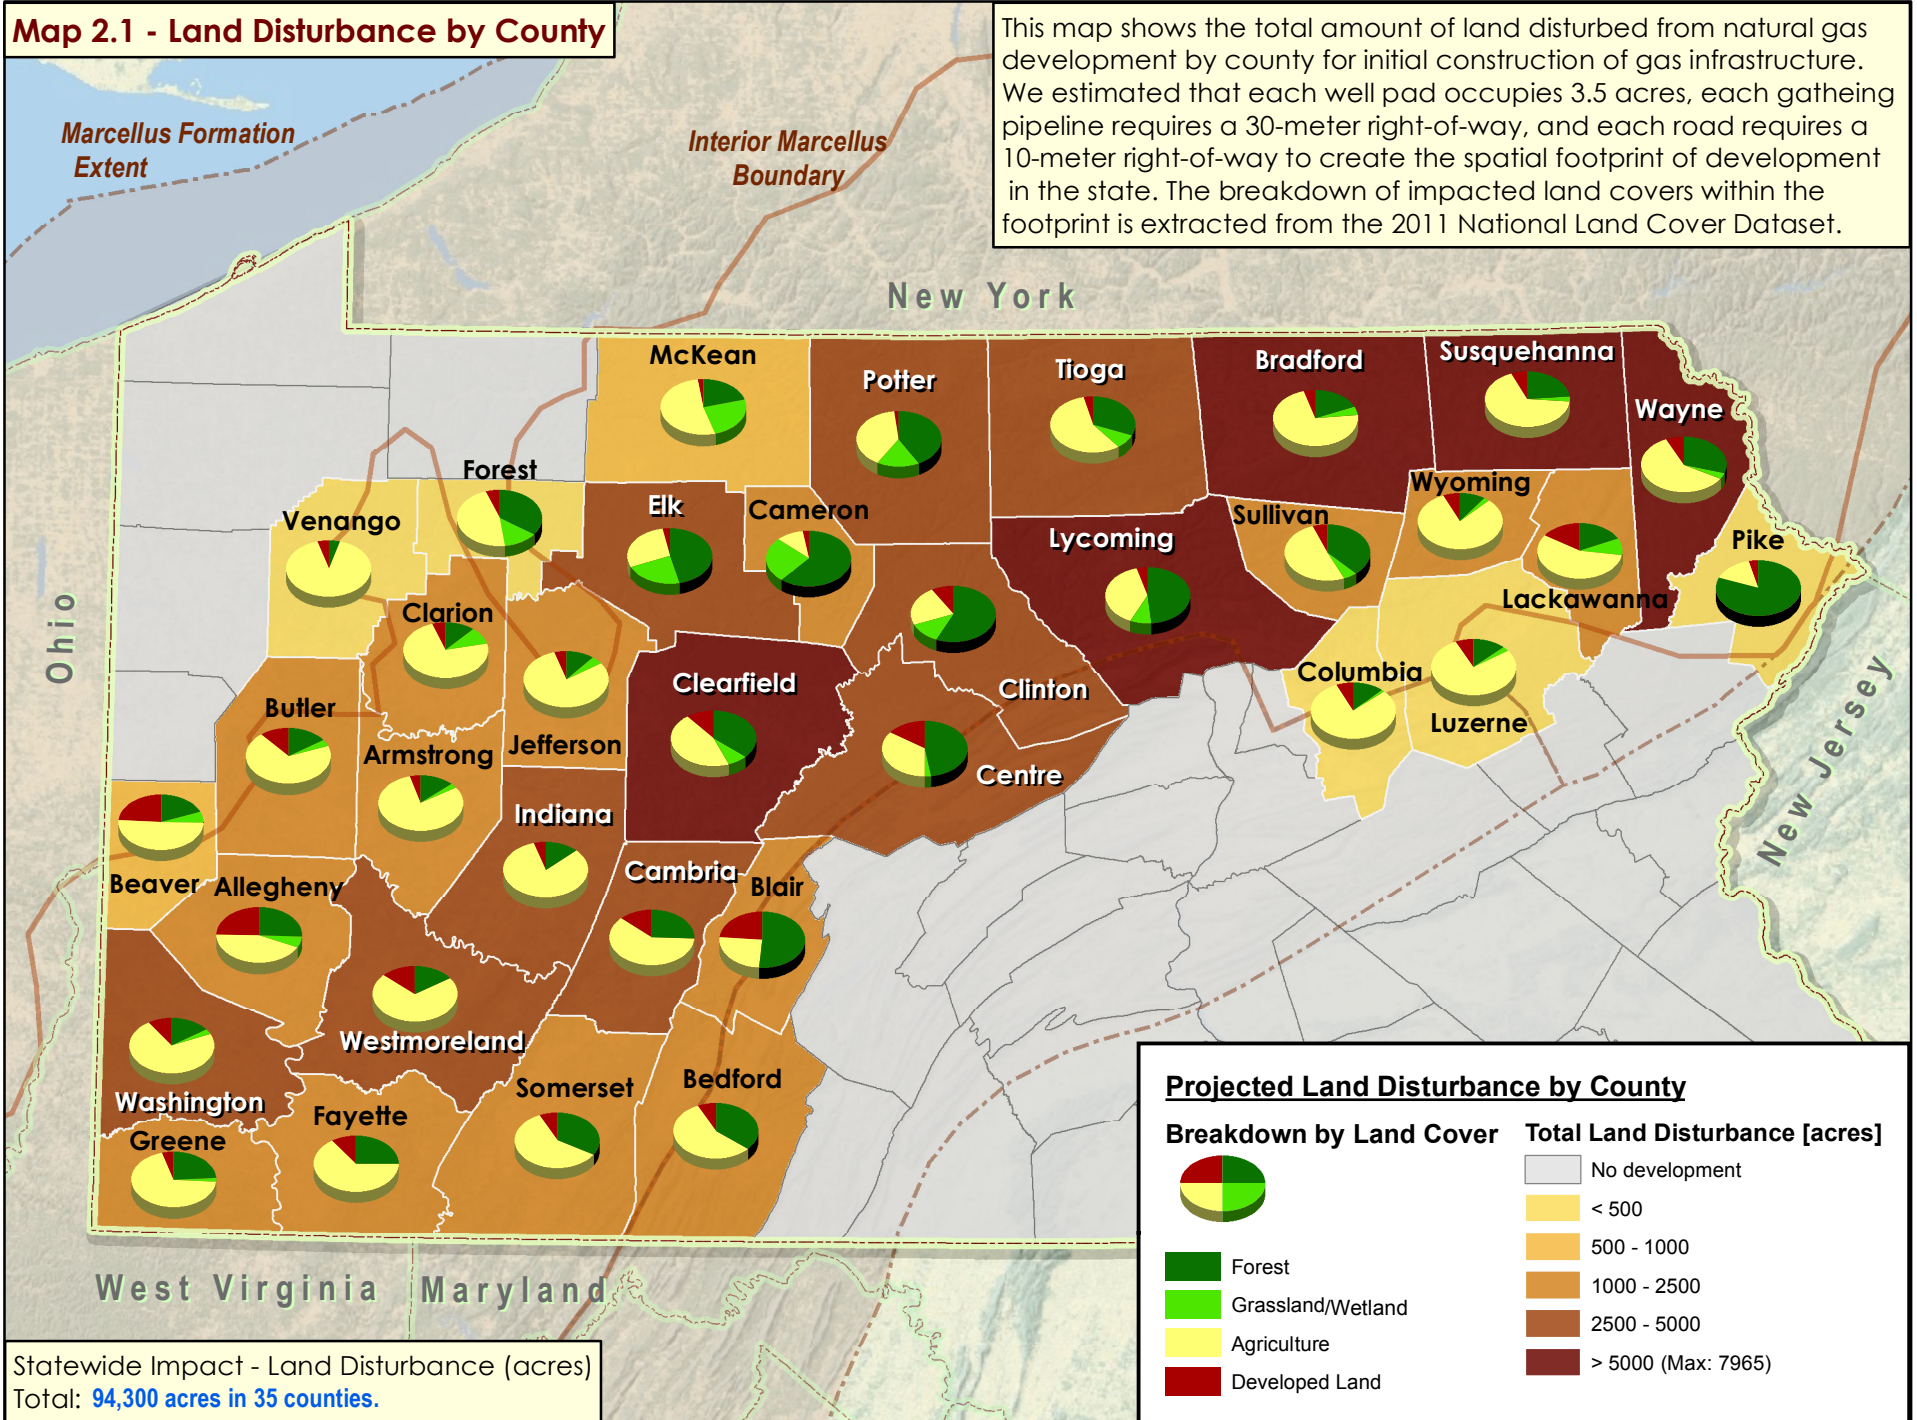 Map 2.1 - Land Disturbance by County
This map shows the total amount of land disturbed from natural gas
development by county for initial construction of gas infrastructure.
We estimated that each well pad occupies 3.5 acres, each gatheing
pipeline requires a 30-meter right-of-way, and each road requires a
10-meter right-of-way to create the spatial footprint of development
in the state. The breakdown of impacted land covers within the
footprint is extracted from the 2011 National Land Cover Dataset.
Marcellus Formation
Extent
Interior Marcellus
Boundary
New York
McKean
Potter
Tioga
Bradford
Susquehanna
Wayne
Forest
Venango
Elk
Cameron
Lycoming
Sullivan
Wyoming
Pike
Ohio
Clarion
Lackawanna
Butler
Armstrong
Jefferson
Clearfield
Clinton
Centre
Columbia
Luzerne
New Jersey
Indiana
Beaver
Allegheny
Cambria
Blair
Westmoreland
Washington
Fayette
Somerset
Bedford
Greene
West Virginia
Maryland
Projected Land Disturbance by County
Breakdown by Land Cover
Forest
Grassland/Wetland
Agriculture
Developed Land
Total Land Disturbance [acres]
No development
< 500
500 - 1000
1000 - 2500
2500 - 5000
> 5000 (Max: 7965)
Statewide Impact - Land Disturbance (acres)
Total: 94,300 acres in 35 counties.